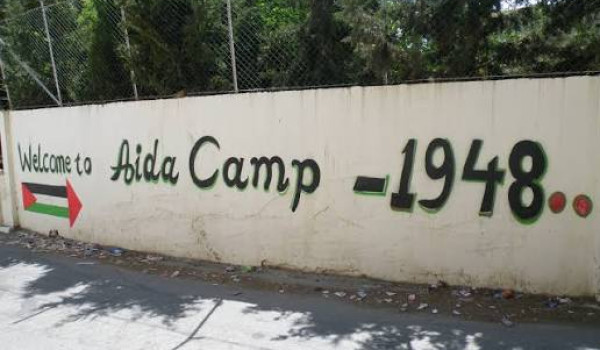 Welcome to Aida Camp -1948..